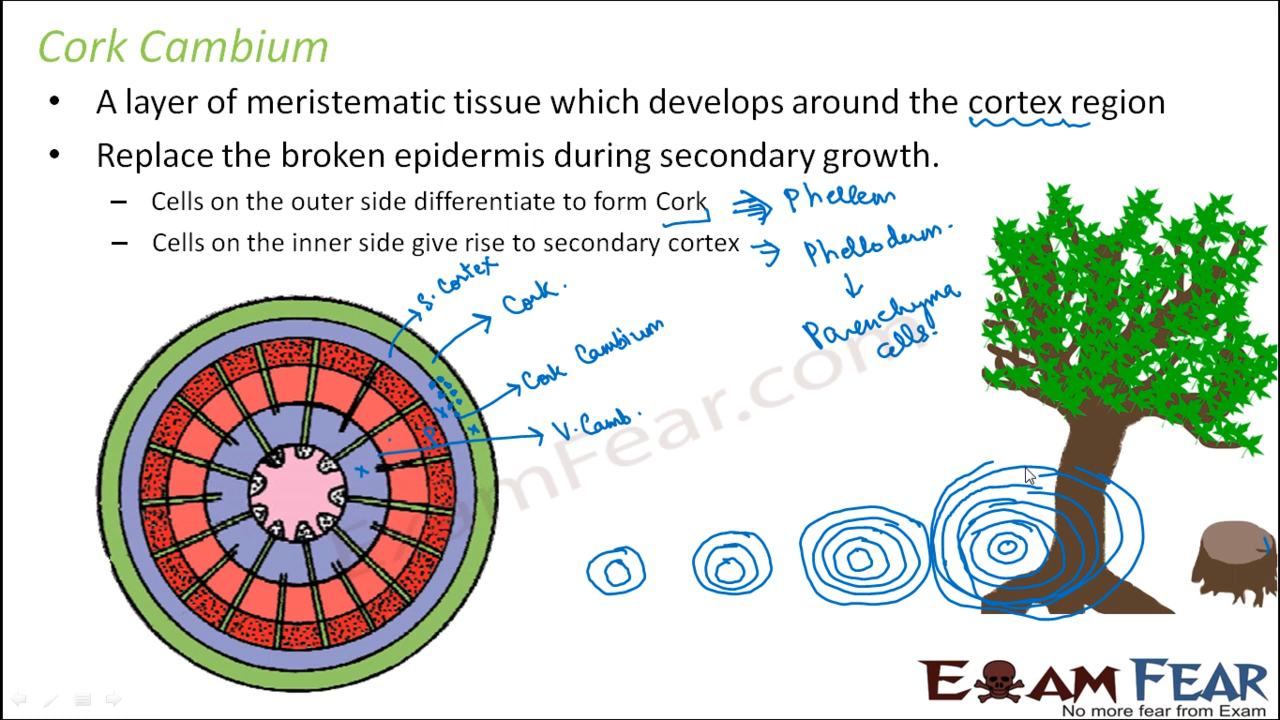 Cork Cambium
• A layer of meristematic tissue which develops around the cortex region
• Replace the broken epidermis during secondary growth.
– Cells on the outer side differentiate to form Cork ⇒ Phellem
– Cells on the inner side give rise to secondary cortex ⇒ Phelloderm.
↓
Parenchyma
cells.
S. Cortex
Cork.
Cork Cambium
V. Camb.
ExamFear.com
EXAM FEAR
No more fear from Exam